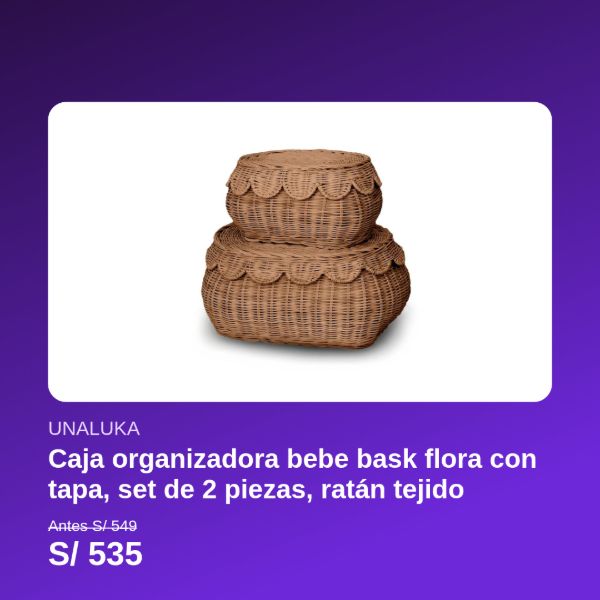 UNALUKA
Caja organizadora bebe bask flora con
tapa, set de 2 piezas, ratán tejido
Antes S/ 549
S/ 535